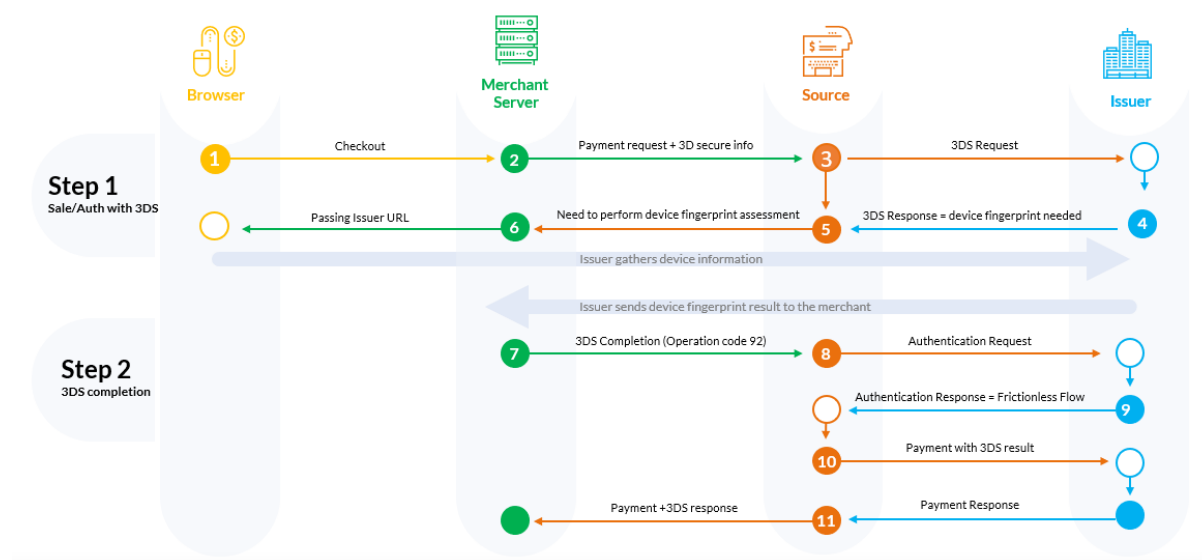 $
$
Browser
Merchant
Server
Source
Issuer
Step 1
Sale/Auth with 3DS
1
Checkout
2
Payment request + 3D secure info
3
3DS Request
Passing Issuer URL
6
Need to perform device fingerprint assessment
5
3DS Response = device fingerprint needed
4
Issuer gathers device information
Issuer sends device fingerprint result to the merchant
Step 2
3DS completion
7
3DS Completion (Operation code 92)
8
Authentication Request
Authentication Response = Frictionless Flow
9
10
Payment with 3DS result
Payment +3DS response
11
Payment Response